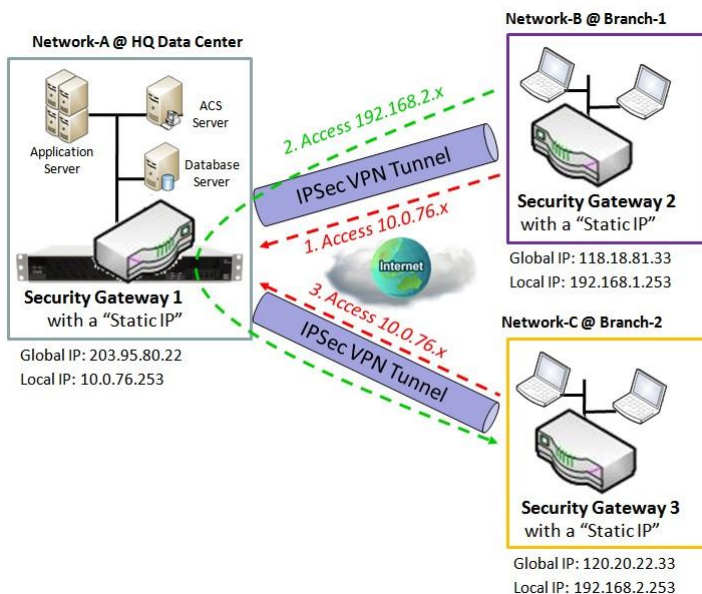 Network-A @ HQ Data Center
Application
Server
ACS
Server
Database
Server
Security Gateway 1
with a “Static IP”
Global IP: 203.95.80.22
Local IP: 10.0.76.253
2. Access 192.168.2.x
IPSec VPN Tunnel
1. Access 10.0.76.x
Internet
3. Access 10.0.76.x
IPSec VPN Tunnel
Network-B @ Branch-1
Security Gateway 2
with a “Static IP”
Global IP: 118.18.81.33
Local IP: 192.168.1.253
Network-C @ Branch-2
Security Gateway 3
with a “Static IP”
Global IP: 120.20.22.33
Local IP: 192.168.2.253